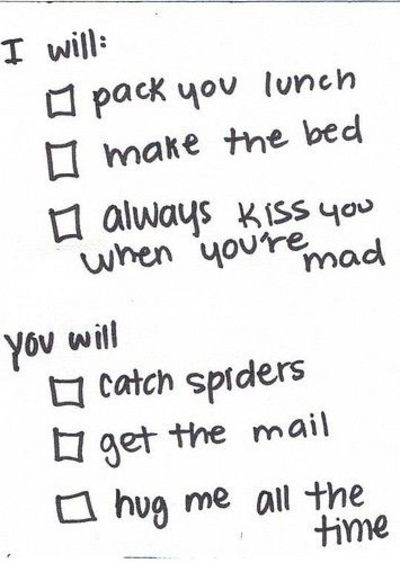 I will:
pack you lunch
make the bed
always kiss you
when you're mad
you will
catch spiders
get the mail
hug me all the
time